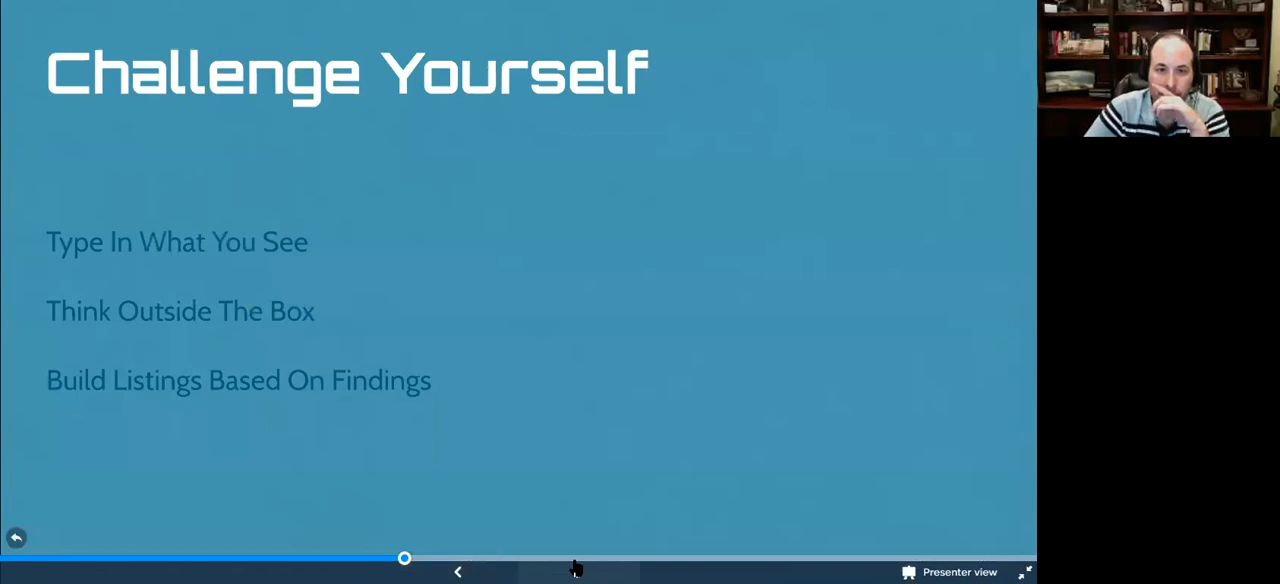 Challenge Yourself
Type In What You See
Think Outside The Box
Build Listings Based On Findings
Presenter view